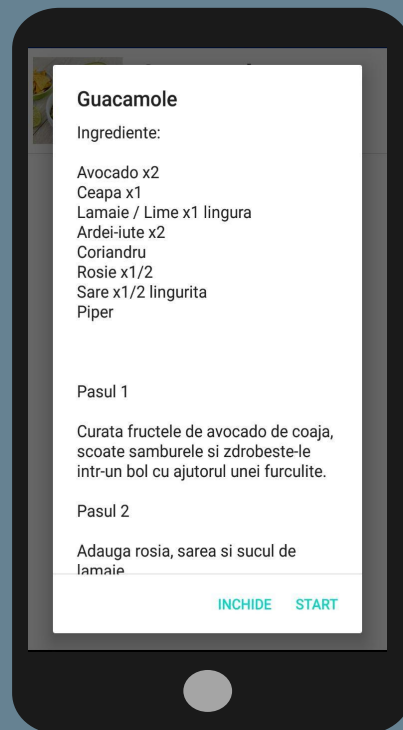 Guacamole
Ingrediente:
Avocado x2
Ceapa x1
Lamaie / Lime x1 lingura
Ardei-iute x2
Coriandru
Rosie x1/2
Sare x1/2 lingurita
Piper
Pasul 1
Curata fructele de avocado de coaja,
scoate samburele si zdrobeste-le
intr-un bol cu ajutorul unei furculite.
Pasul 2
Adauga rosia, sarea si sucul de
lamaie
INCHIDE START